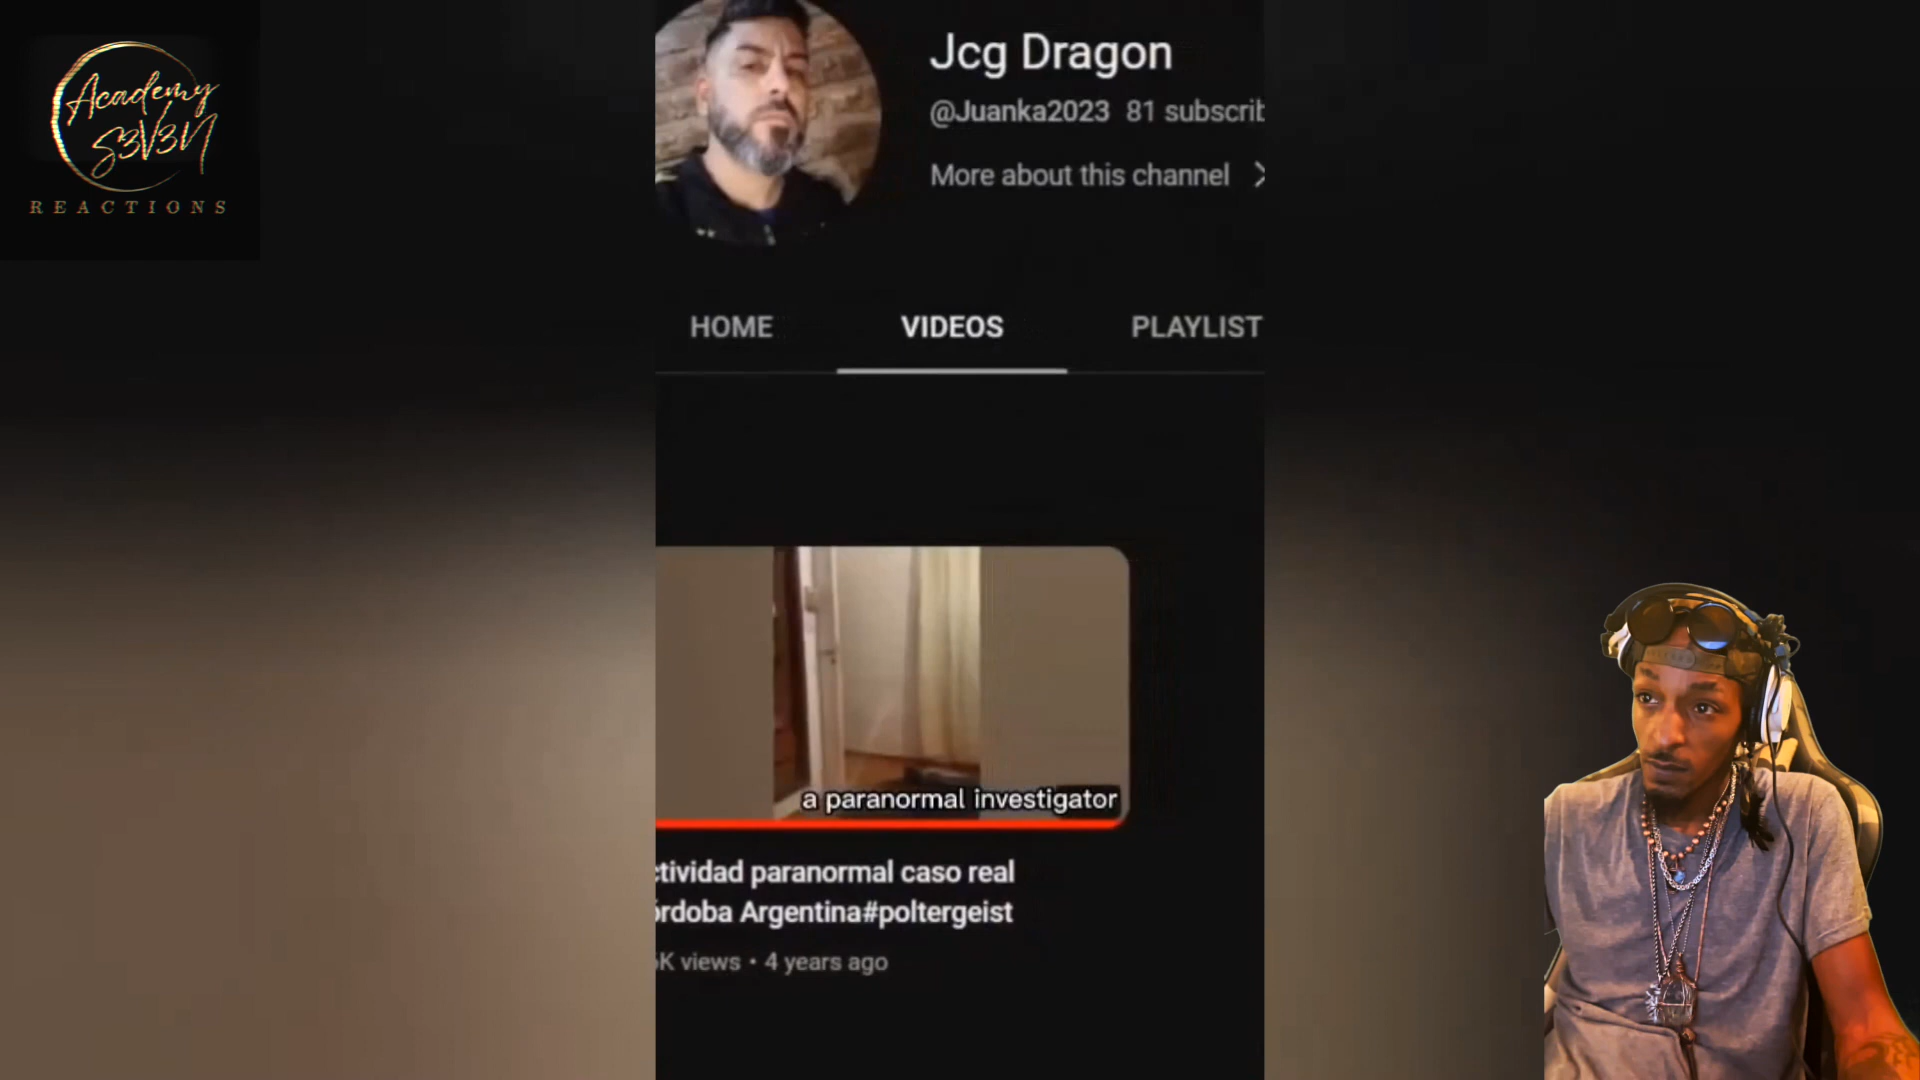 Academy
S3V3N
REACTIONS
Jcg Dragon
@Juanka2023 81 subscrib
More about this channel
HOME VIDEOS PLAYLIST
a paranormal investigator
ctividad paranormal caso real
órdoba Argentina#poltergeist
K views • 4 years ago